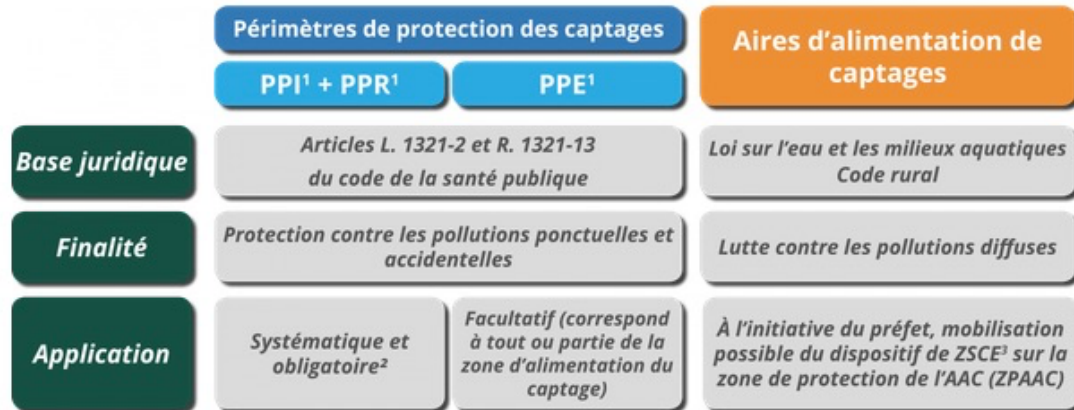 Périmètres de protection des captages
Aires d'alimentation de
captages
PPI¹ + PPR¹
PPE¹
Base juridique
Articles L. 1321-2 et R. 1321-13
du code de la santé publique
Loi sur l'eau et les milieux aquatiques
Code rural
Finalité
Protection contre les pollutions ponctuelles et
accidentelles
Lutte contre les pollutions diffuses
Application
Systématique et
obligatoire²
Facultatif (correspond
à tout ou partie de la
zone d'alimentation du
captage)
À l'initiative du préfet, mobilisation
possible du dispositif de ZSCE³ sur la
zone de protection de l'AAC (ZPAAC)